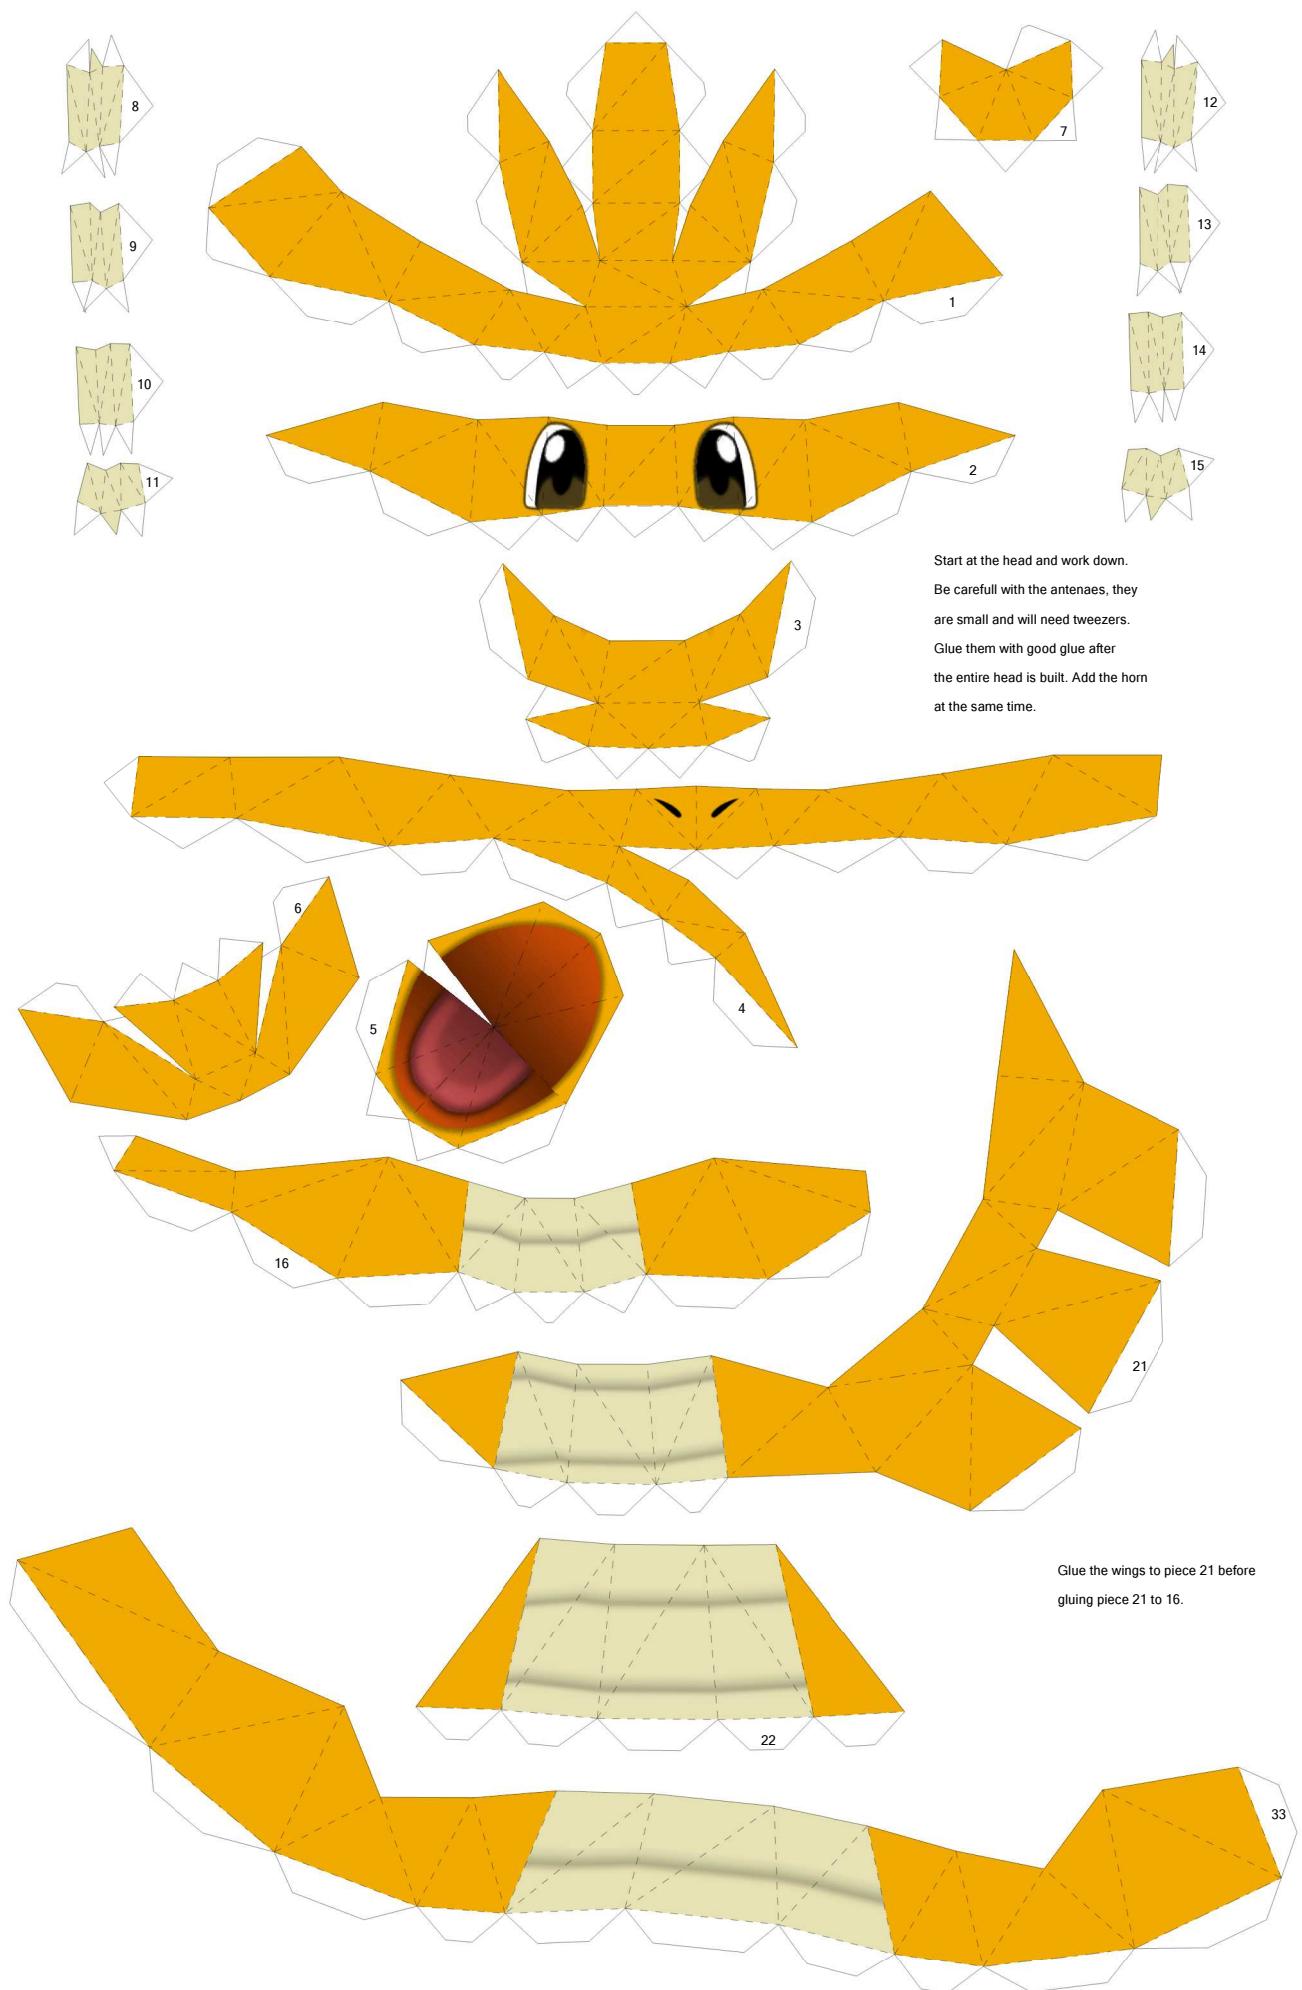 8
12
7
9
13
1
14
10
2
15
11
Start at the head and work down.
Be carefull with the antenaes, they
are small and will need tweezers.
Glue them with good glue after
the entire head is built. Add the horn
at the same time.
3
6
4
5
16
21
Glue the wings to piece 21 before
gluing piece 21 to 16.
22
33